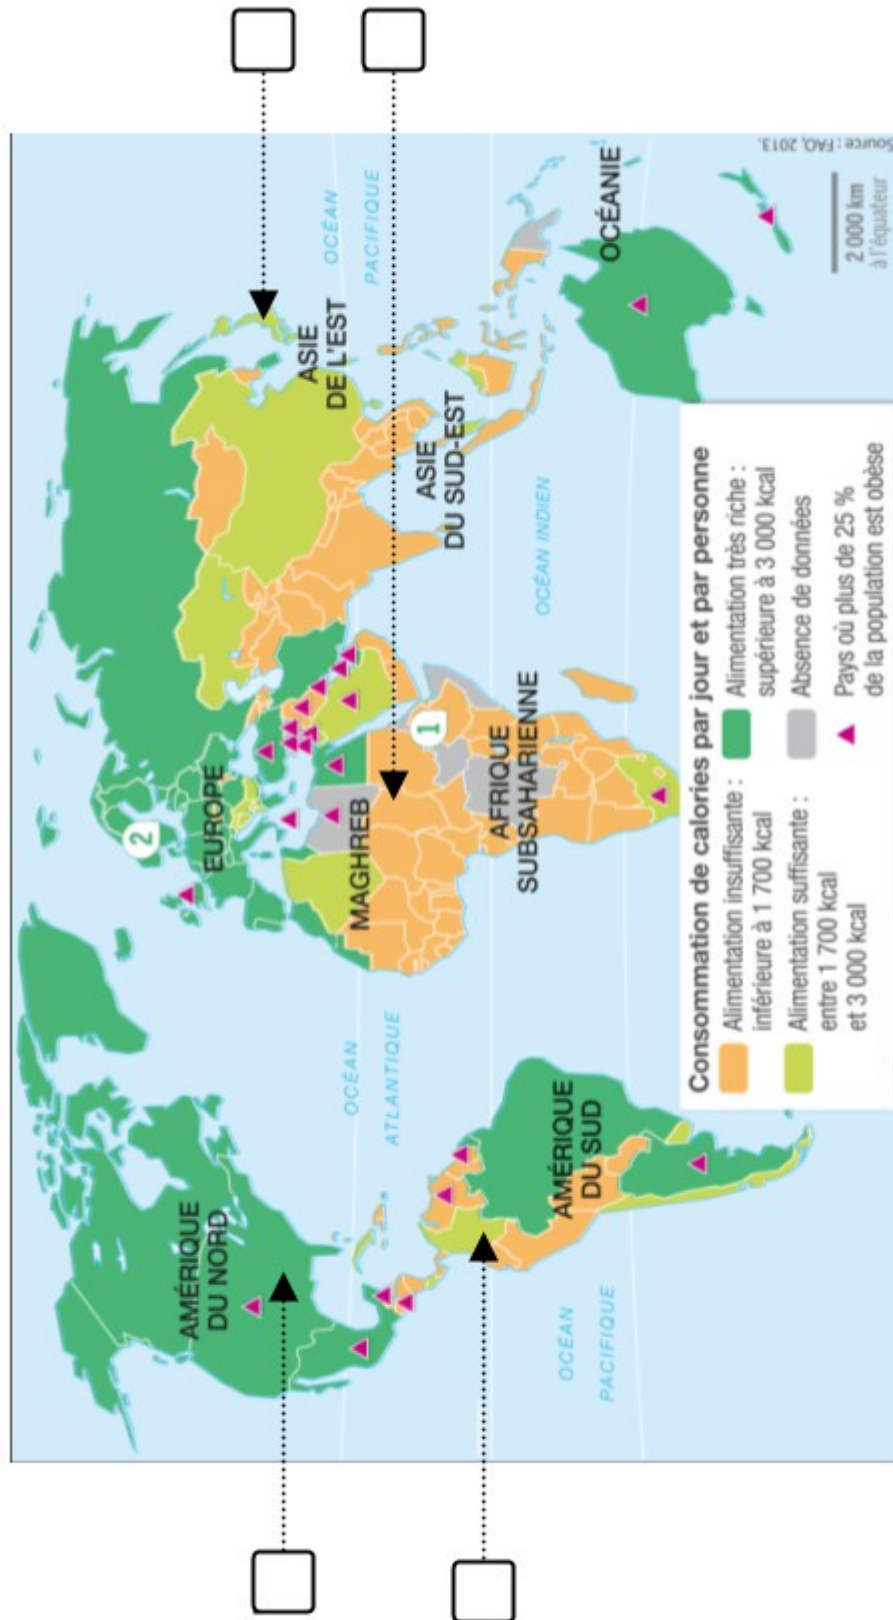 AMÉRIQUE
DU NORD
EUROPE
2
ASIE
DE L'EST
OCÉAN
PACIFIQUE
OCÉAN
ATLANTIQUE
MAGHREB
1
ASIE
DU SUD-EST
AFRIQUE
SUBSAHARIENNE
OCÉAN INDIEN
AMÉRIQUE
DU SUD
OCÉAN
PACIFIQUE
OCÉANIE
Consommation de calories par jour et par personne
Alimentation insuffisante :
inférieure à 1 700 kcal
Alimentation suffisante :
entre 1 700 kcal
et 3 000 kcal
Alimentation très riche :
supérieure à 3 000 kcal
Absence de données
Pays où plus de 25 %
de la population est obèse
2 000 km
à l'équateur
Source : FAO, 2013.